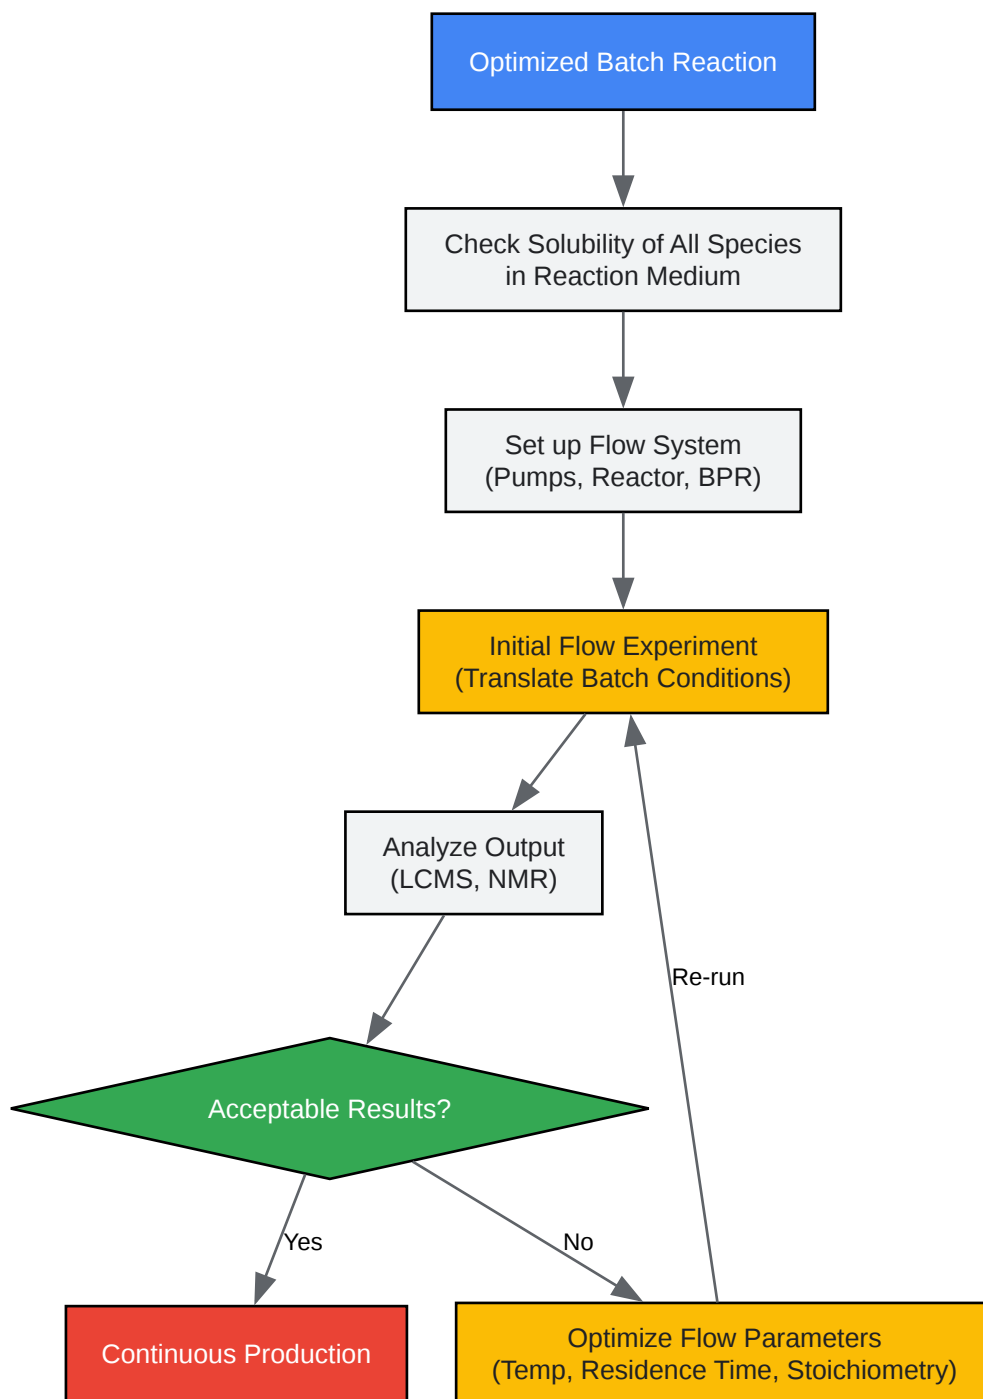 Optimized Batch Reaction
Check Solubility of All Species
in Reaction Medium
Set up Flow System
(Pumps, Reactor, BPR)
Initial Flow Experiment
(Translate Batch Conditions)
Analyze Output
(LCMS, NMR)
Re-run
Acceptable Results?
Yes
No
Continuous Production
Optimize Flow Parameters
(Temp, Residence Time, Stoichiometry)